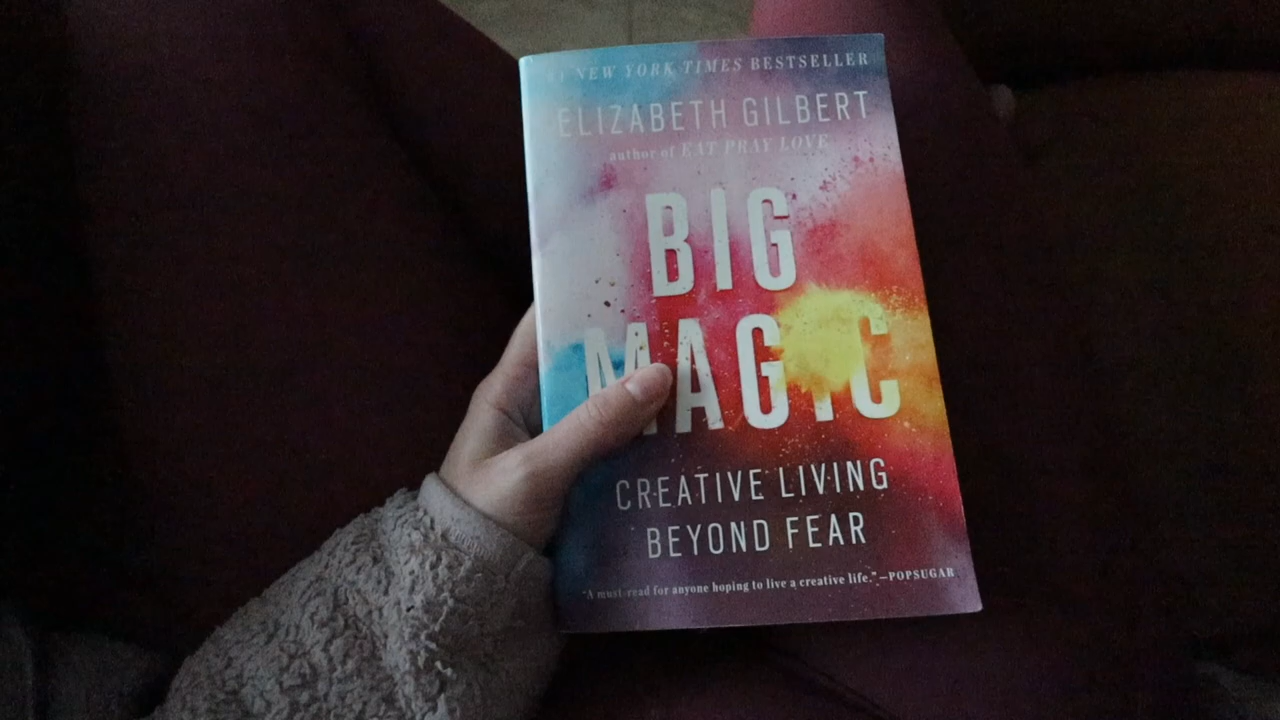 #1 NEW YORK TIMES BESTSELLER
ELIZABETH GILBERT
author of EAT PRAY LOVE
BIG
MAGIC
CREATIVE LIVING
BEYOND FEAR
"A must-read for anyone hoping to live a creative life."—POPSUGAR